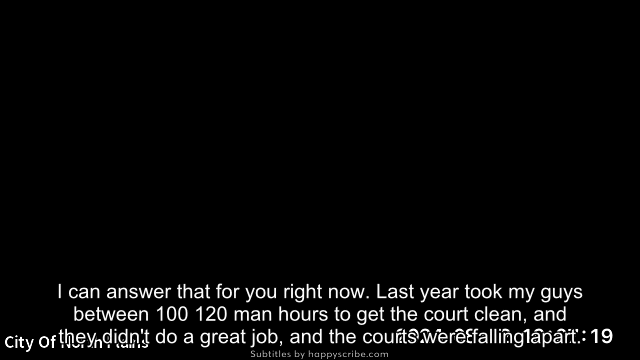 I can answer that for you right now. Last year took my guys
between 100 120 man hours to get the court clean, and
they didn't do a great job, and the courts were falling apart.
City Of North Plains
Subtitles by happyscribe.com